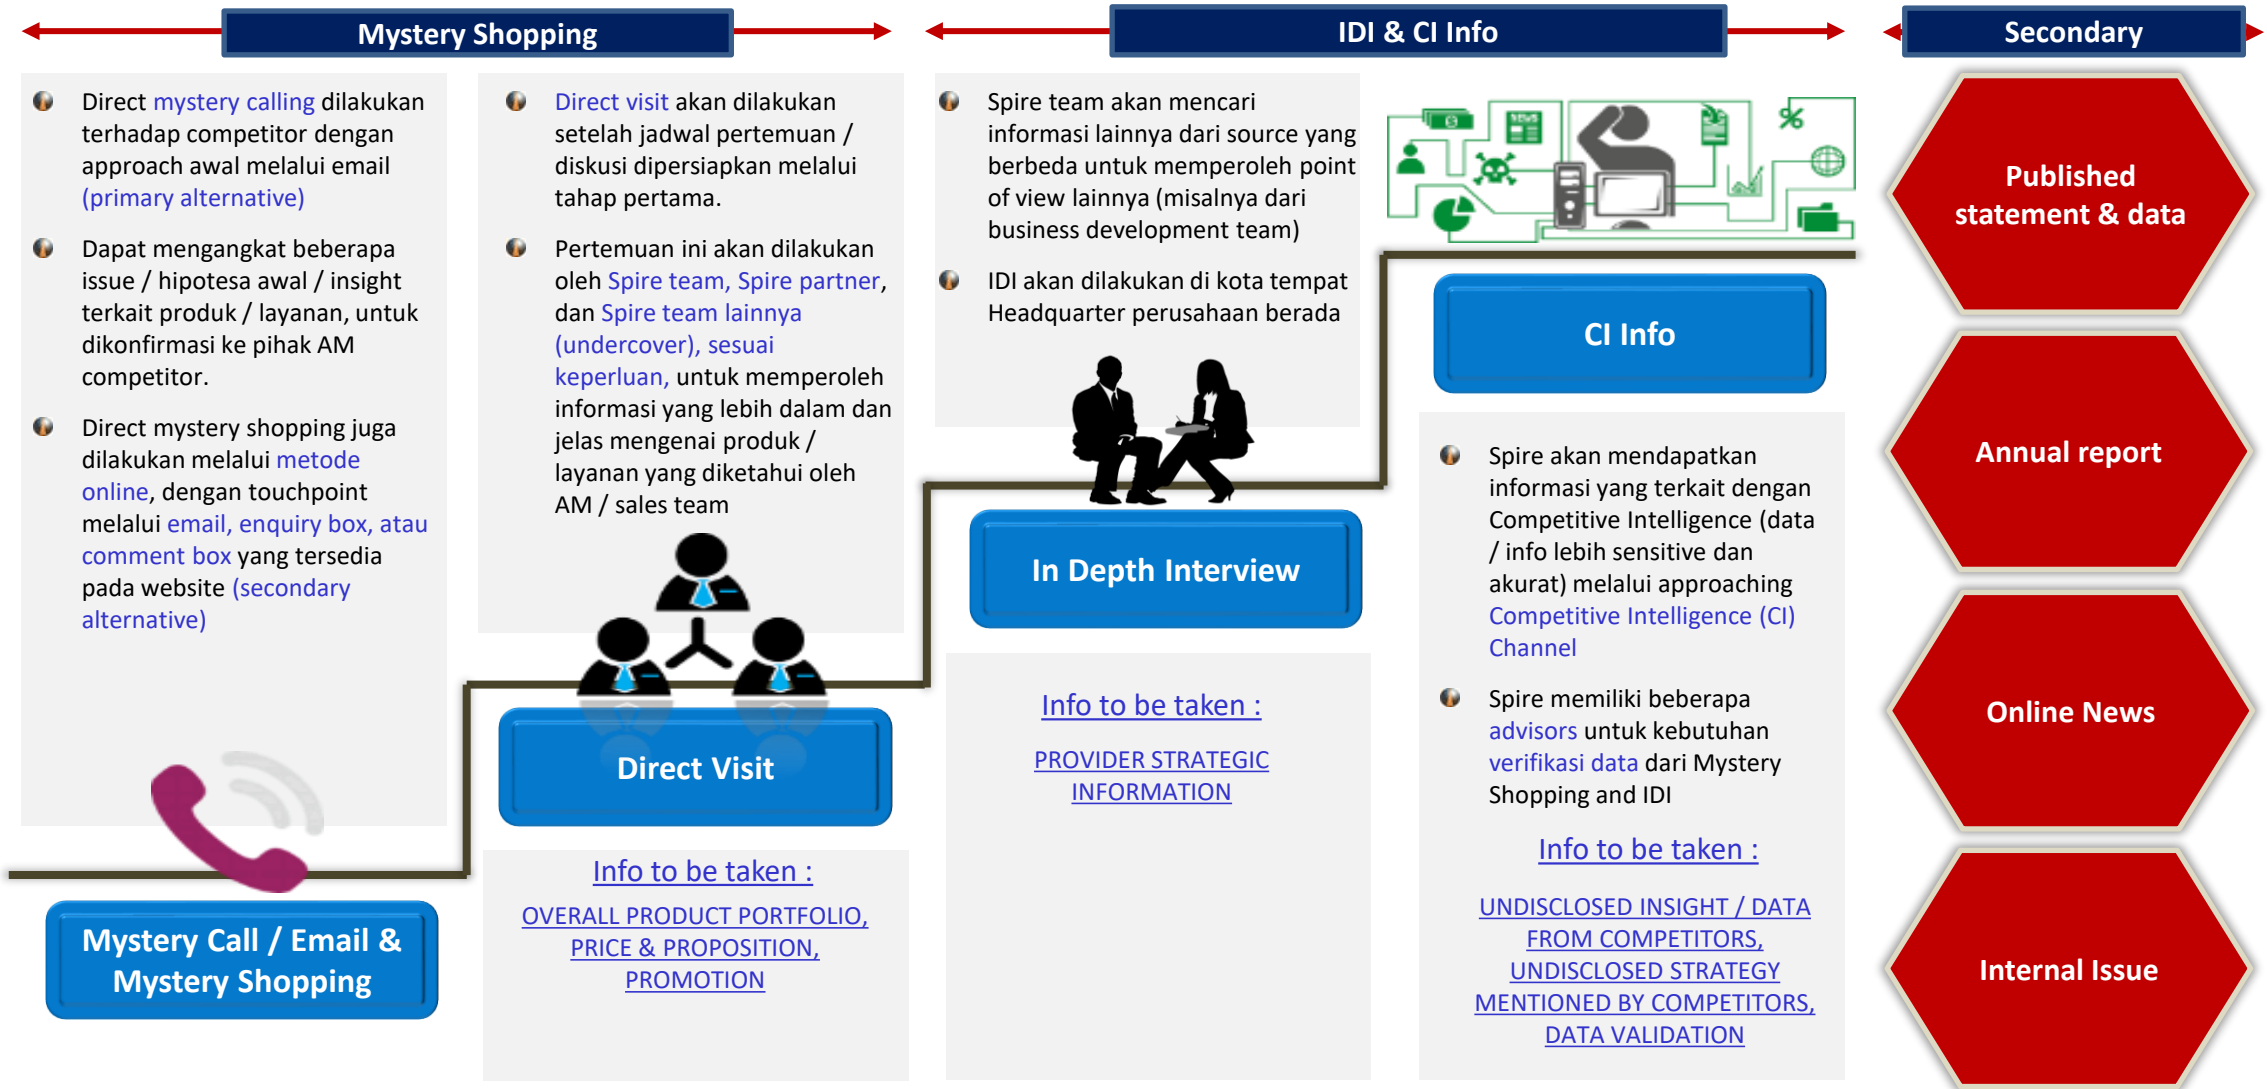 Mystery Shopping
Direct mystery calling dilakukan
terhadap competitor dengan
approach awal melalui email
(primary alternative)
Dapat mengangkat beberapa
issue / hipotesa awal / insight
terkait produk / layanan, untuk
dikonfirmasi ke pihak AM
competitor.
Direct mystery shopping juga
dilakukan melalui metode
online, dengan touchpoint
melalui email, enquiry box, atau
comment box yang tersedia
pada website (secondary
alternative)
Mystery Call / Email &
Mystery Shopping
Direct visit akan dilakukan
setelah jadwal pertemuan /
diskusi dipersiapkan melalui
tahap pertama.
Pertemuan ini akan dilakukan
oleh Spire team, Spire partner,
dan Spire team lainnya
(undercover), sesuai
keperluan, untuk memperoleh
informasi yang lebih dalam dan
jelas mengenai produk /
layanan yang diketahui oleh
AM / sales team
Direct Visit
Info to be taken :
OVERALL PRODUCT PORTFOLIO,
PRICE & PROPOSITION,
PROMOTION
IDI & CI Info
Spire team akan mencari
informasi lainnya dari source yang
berbeda untuk memperoleh point
of view lainnya (misalnya dari
business development team)
IDI akan dilakukan di kota tempat
Headquarter perusahaan berada
In Depth Interview
Info to be taken :
PROVIDER STRATEGIC
INFORMATION
NEWS
%
CI Info
Spire akan mendapatkan
informasi yang terkait dengan
Competitive Intelligence (data
/ info lebih sensitive dan
akurat) melalui approaching
Competitive Intelligence (CI)
Channel
Spire memiliki beberapa
advisors untuk kebutuhan
verifikasi data dari Mystery
Shopping and IDI
Info to be taken :
UNDISCLOSED INSIGHT / DATA
FROM COMPETITORS,
UNDISCLOSED STRATEGY
MENTIONED BY COMPETITORS,
DATA VALIDATION
Secondary
Published
statement & data
Annual report
Online News
Internal Issue